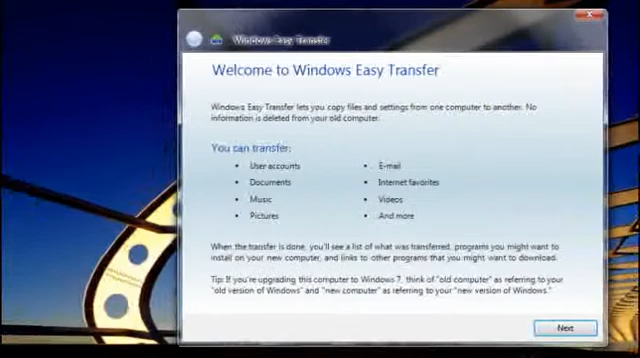 Windows Easy Transfer
Welcome to Windows Easy Transfer
Windows Easy Transfer lets you copy files and settings from one computer to another. No
information is deleted from your old computer.
You can transfer:
• User accounts
• Documents
• Music
• Pictures
• E-mail
• Internet favorites
• Videos
• And more
When the transfer is done, you'll see a list of what was transferred, programs you might want to
install on your new computer, and links to other programs that you might want to download.
Tip: If you're upgrading this computer to Windows 7, think of "old computer" as referring to your
"old version of Windows" and "new computer" as referring to your "new version of Windows."
Next